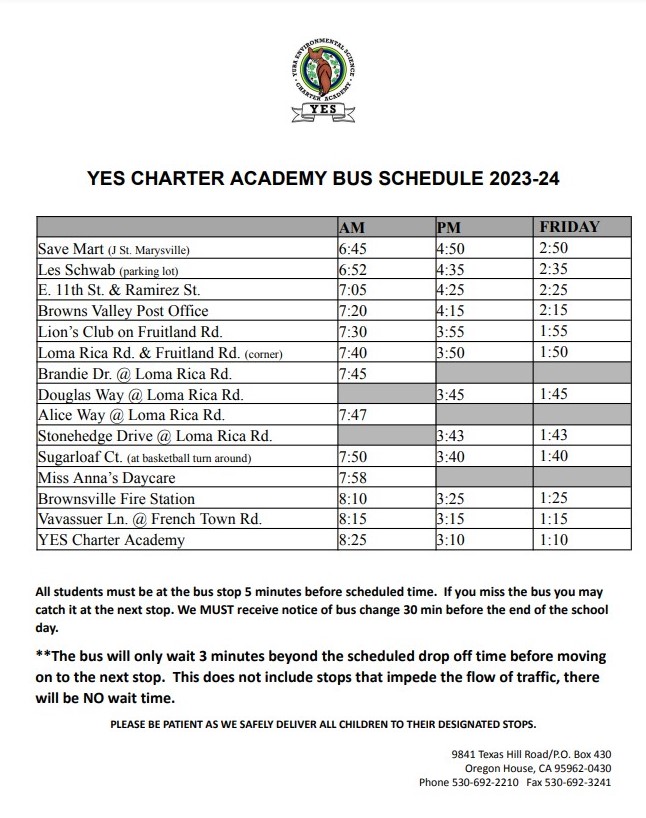 YUBA ENVIRONMENTAL SCIENCE
CHARTER ACADEMY
YES
YES CHARTER ACADEMY BUS SCHEDULE 2023-24
AM PM FRIDAY
Save Mart (J St. Marysville) 6:45 4:50 2:50
Les Schwab (parking lot) 6:52 4:35 2:35
E. 11th St. & Ramirez St. 7:05 4:25 2:25
Browns Valley Post Office 7:20 4:15 2:15
Lion's Club on Fruitland Rd. 7:30 3:55 1:55
Loma Rica Rd. & Fruitland Rd. (corner) 7:40 3:50 1:50
Brandie Dr. @ Loma Rica Rd. 7:45
Douglas Way @ Loma Rica Rd. 3:45 1:45
Alice Way @ Loma Rica Rd. 7:47
Stonehedge Drive @ Loma Rica Rd. 3:43 1:43
Sugarloaf Ct. (at basketball turn around) 7:50 3:40 1:40
Miss Anna's Daycare 7:58
Brownsville Fire Station 8:10 3:25 1:25
Vavassuer Ln. @ French Town Rd. 8:15 3:15 1:15
YES Charter Academy 8:25 3:10 1:10
All students must be at the bus stop 5 minutes before scheduled time.  If you miss the bus you may
catch it at the next stop. We MUST receive notice of bus change 30 min before the end of the school
day.
**The bus will only wait 3 minutes beyond the scheduled drop off time before moving
on to the next stop.  This does not include stops that impede the flow of traffic, there
will be NO wait time.
PLEASE BE PATIENT AS WE SAFELY DELIVER ALL CHILDREN TO THEIR DESIGNATED STOPS.
9841 Texas Hill Road/P.O. Box 430
Oregon House, CA 95962-0430
Phone 530-692-2210  Fax 530-692-3241